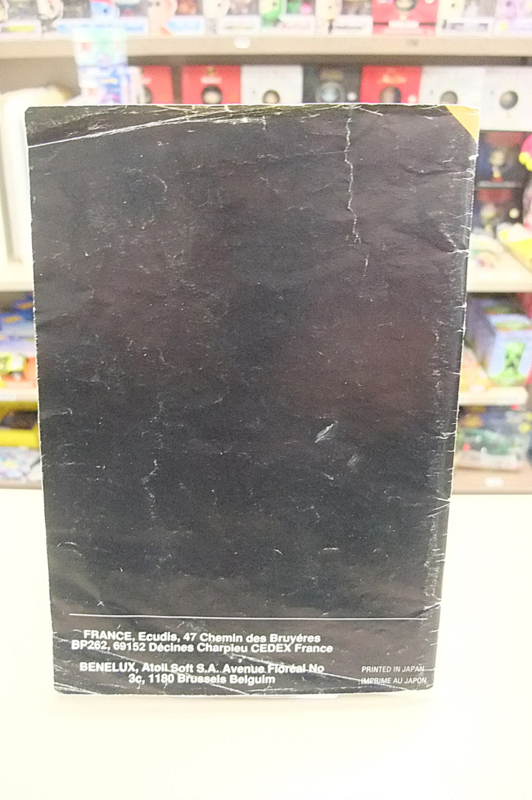 FRANCE, Ecudis, 47 Chemin des Bruyéres
BP262, 69152 Décines Charpieu CEDEX France
BENELUX, Atoll Soft S.A. Avenue Floréal No
3c, 1180 Brussels Belguim
PRINTED IN JAPAN
IMPRIME AU JAPON